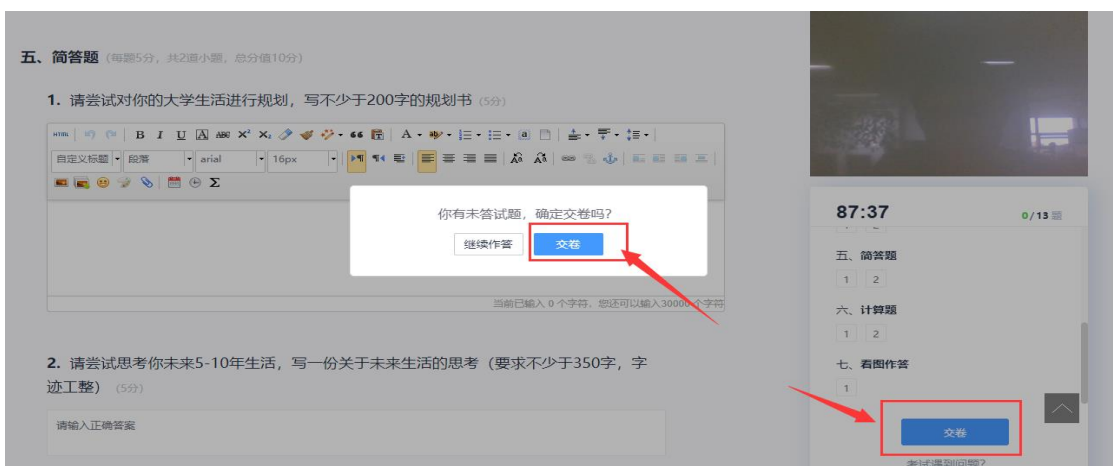 五、简答题（每题5分，共2道小题，总分值10分）
1. 请尝试对你的大学生活进行规划，写不少于200字的规划书（5分）
HTML B I U A ABC X² X₂ 66 A ab a
自定义标题 段落 arial 16px
Σ
你有未答试题，确定交卷吗？
继续作答 交卷
当前已输入 0 个字符，您还可以输入30000 个字符
2. 请尝试思考你未来5-10年生活，写一份关于未来生活的思考（要求不少于350字，字
迹工整）（5分）
请输入正确答案
87:37 0/13 题
五、简答题
1 2
六、计算题
1 2
七、看图作答
1
交卷
考试遇到问题?